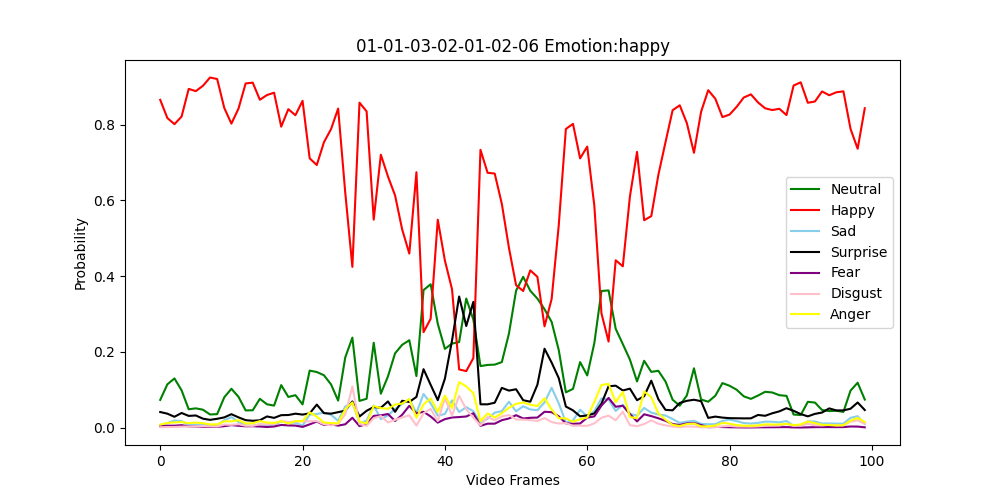 01-01-03-02-01-02-06 Emotion:happy
Probability
0.8
0.6
0.4
0.2
0.0
Neutral
Happy
Sad
Surprise
Fear
Disgust
Anger
0 20 40 60 80 100
Video Frames